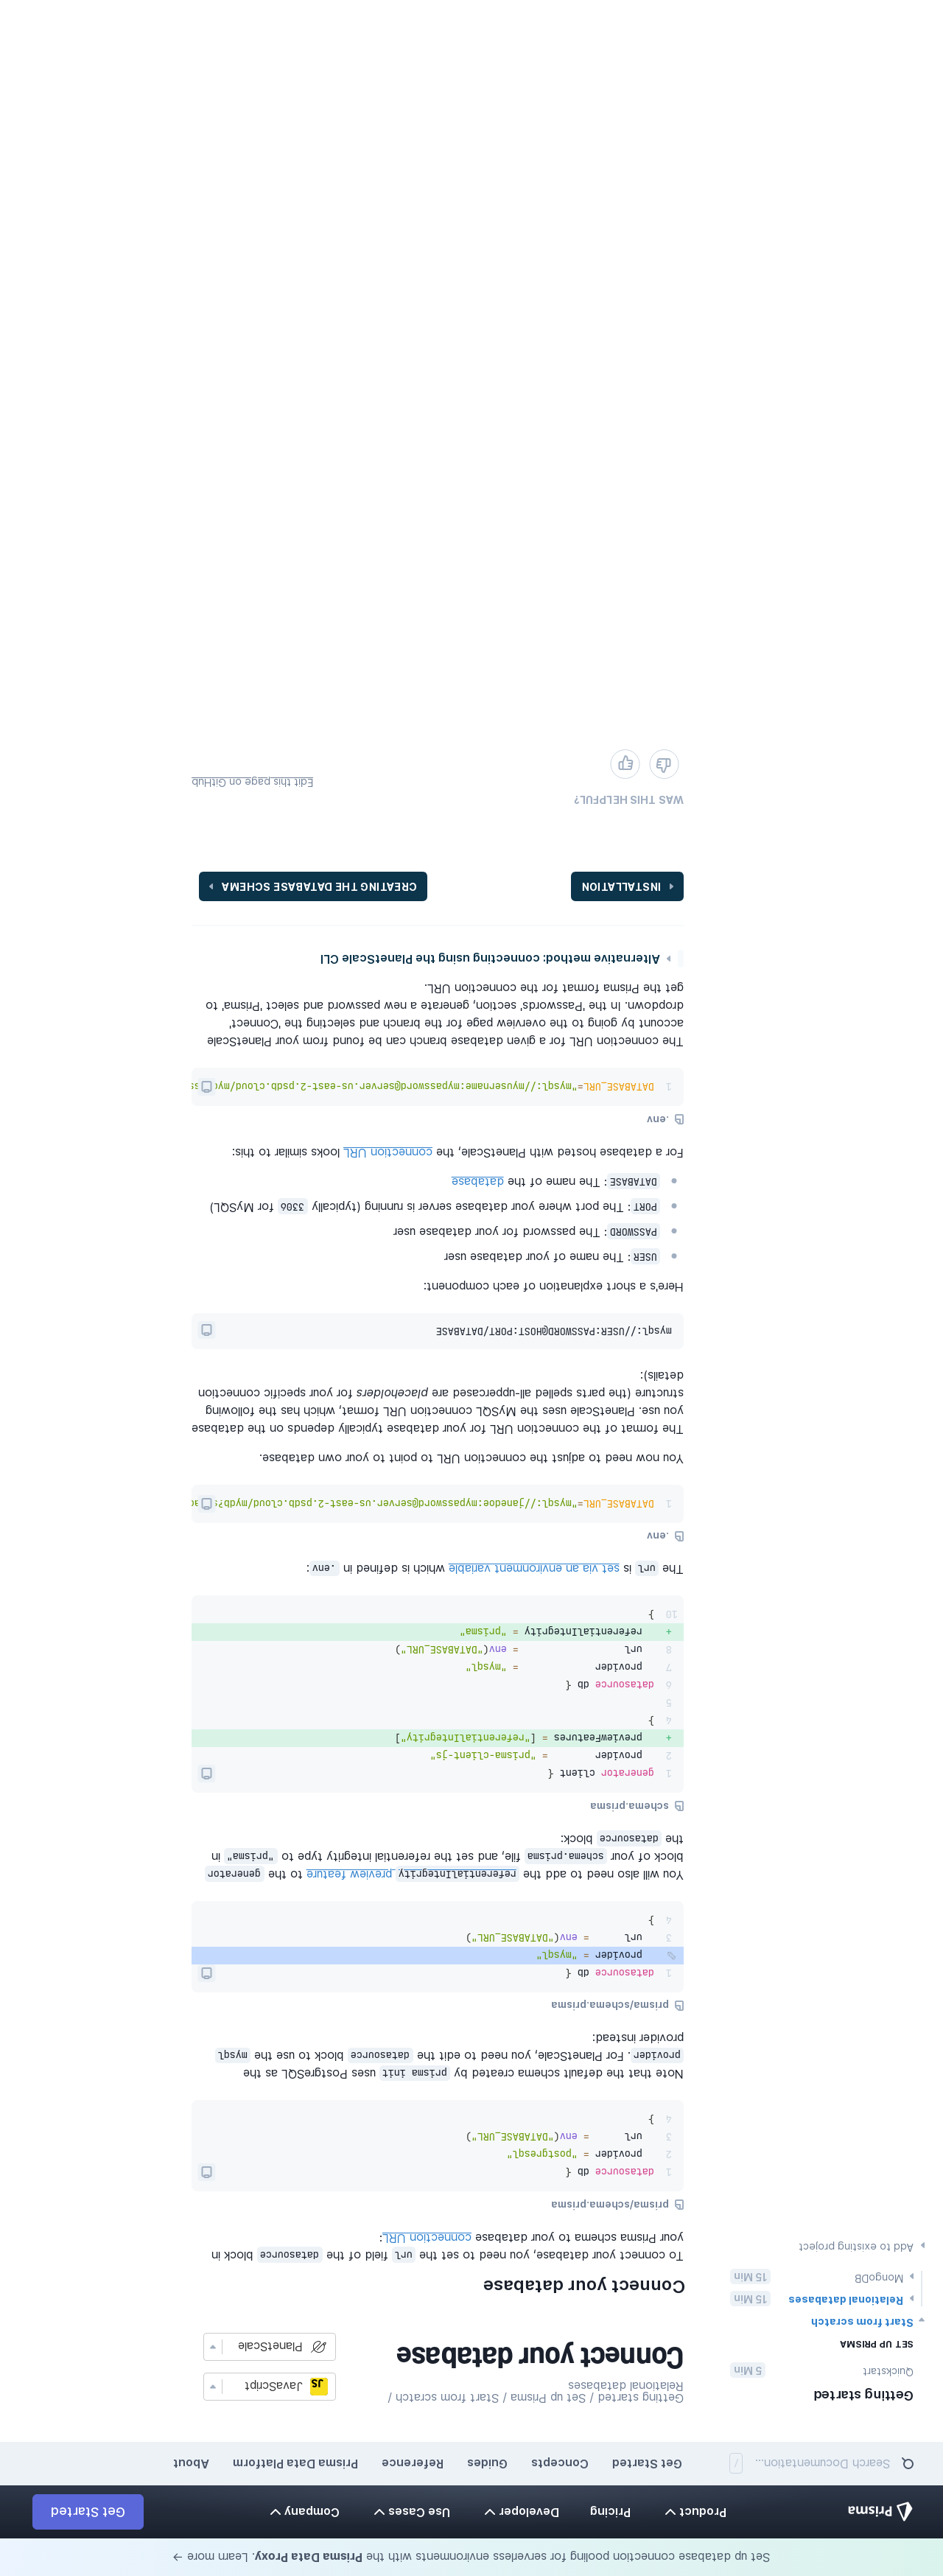 Set up database connection pooling for serverless environments with the Prisma Data Proxy. Learn more →
Prisma
Product
Pricing
Developer
Use Cases
Company
Get Started
Search Documentation... /
Get Started
Concepts
Guides
Reference
Prisma Data Platform
About
Getting started
Quickstart 5 Min
SET UP PRISMA
Start from scratch
Relational databases 15 Min
MongoDB 15 Min
Add to existing project
Getting started / Set up Prisma / Start from scratch /
Relational databases
Connect your database
JS JavaScript
PlanetScale
Connect your database
To connect your database, you need to set the url field of the datasource block in
your Prisma schema to your database connection URL:
prisma/schema.prisma
1 datasource db {
2 provider = "postgresql"
3 url = env("DATABASE_URL")
4 }
Note that the default schema created by prisma init uses PostgreSQL as the
provider. For PlanetScale, you need to edit the datasource block to use the mysql
provider instead:
prisma/schema.prisma
1 datasource db {
provider = "mysql"
3 url = env("DATABASE_URL")
4 }
You will also need to add the referentialIntegrity preview feature to the generator
block of your schema.prisma file, and set the referential integrity type to "prisma" in
the datasource block:
schema.prisma
1 generator client {
2 provider = "prisma-client-js"
+ previewFeatures = ["referentialIntegrity"]
4 }
5
6 datasource db {
7 provider = "mysql"
8 url = env("DATABASE_URL")
+ referentialIntegrity = "prisma"
10 }
The url is set via an environment variable which is defined in .env:
.env
1 DATABASE_URL="mysql://janedoe:mypassword@server.us-east-2.psdb.cloud/mydb?s
You now need to adjust the connection URL to point to your own database.
The format of the connection URL for your database typically depends on the database
you use. PlanetScale uses the MySQL connection URL format, which has the following
structure (the parts spelled all-uppercased are placeholders for your specific connection
details):
mysql://USER:PASSWORD@HOST:PORT/DATABASE
Here's a short explanation of each component:
USER: The name of your database user
PASSWORD: The password for your database user
PORT: The port where your database server is running (typically 3306 for MySQL)
DATABASE: The name of the database
For a database hosted with PlanetScale, the connection URL looks similar to this:
.env
1 DATABASE_URL="mysql://myusername:mypassword@server.us-east-2.psdb.cloud/my
The connection URL for a given database branch can be found from your PlanetScale
account by going to the overview page for the branch and selecting the 'Connect'
dropdown. In the 'Passwords' section, generate a new password and select 'Prisma' to
get the Prisma format for the connection URL.
Alternative method: connecting using the PlanetScale CLI
INSTALLATION
CREATING THE DATABASE SCHEMA
WAS THIS HELPFUL?
Edit this page on GitHub